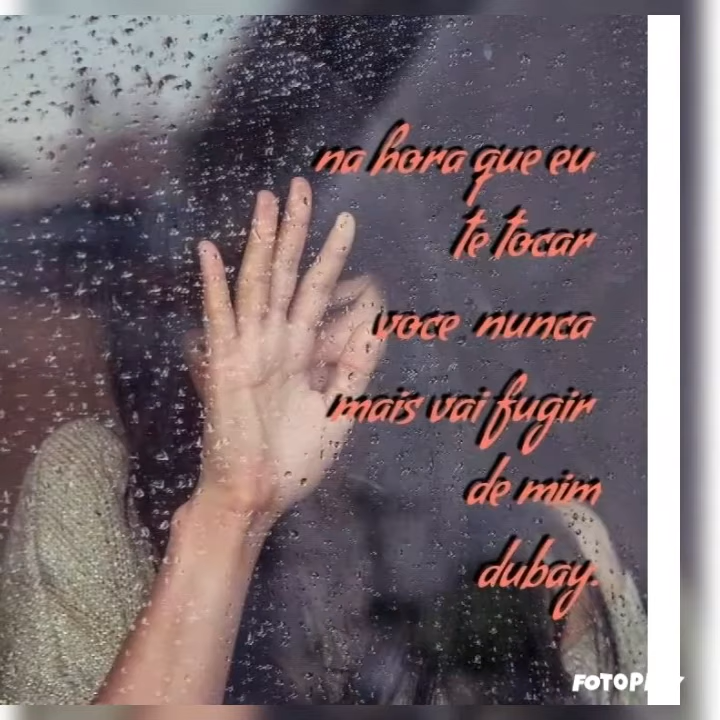 na hora que eu
te tocar
voce nunca
mais vai fugir
de mim
dubay.